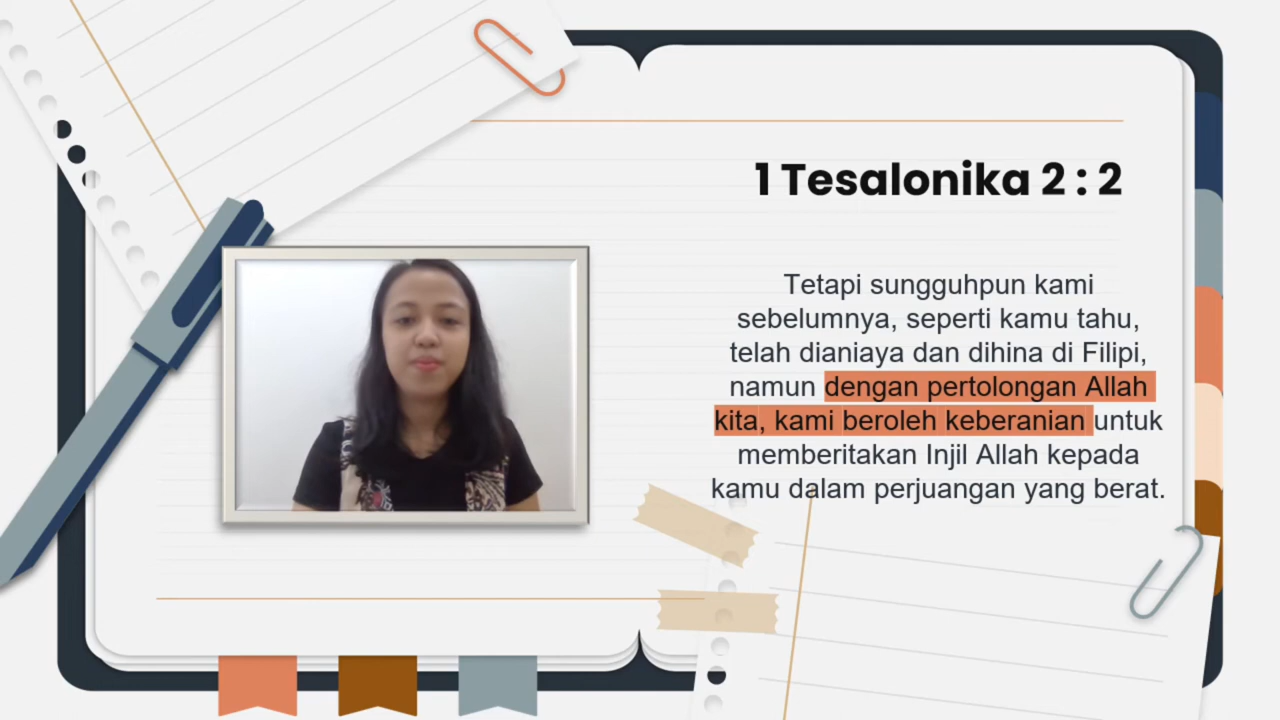 1 Tesalonika 2 : 2
Tetapi sungguhpun kami
sebelumnya, seperti kamu tahu,
telah dianiaya dan dihina di Filipi,
namun dengan pertolongan Allah
kita, kami beroleh keberanian untuk
memberitakan Injil Allah kepada
kamu dalam perjuangan yang berat.